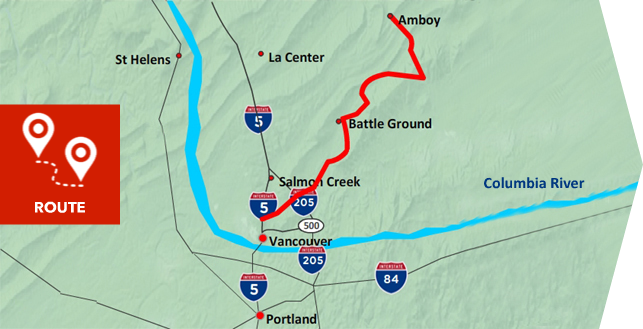 Amboy
St Helens
La Center
INTERSTATE
5
Battle Ground
ROUTE
Salmon Creek
Columbia River
INTERSTATE
5
INTERSTATE
205
500
Vancouver
INTERSTATE
205
INTERSTATE
84
INTERSTATE
5
Portland